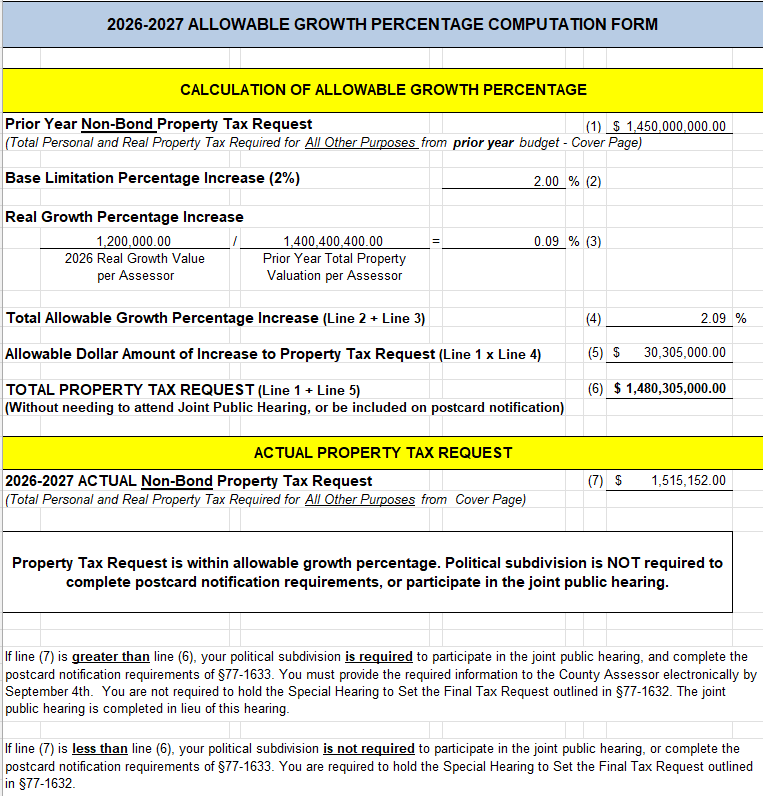 2026-2027 ALLOWABLE GROWTH PERCENTAGE COMPUTATION FORM
CALCULATION OF ALLOWABLE GROWTH PERCENTAGE
Prior Year Non-Bond Property Tax Request (1) $ 1,450,000,000.00
(Total Personal and Real Property Tax Required for All Other Purposes from prior year budget - Cover Page)
Base Limitation Percentage Increase (2%) 2.00 % (2)
Real Growth Percentage Increase
1,200,000.00 / 1,400,400,400.00 = 0.09 % (3)
2026 Real Growth Value Prior Year Total Property
per Assessor Valuation per Assessor
Total Allowable Growth Percentage Increase (Line 2 + Line 3) (4) 2.09 %
Allowable Dollar Amount of Increase to Property Tax Request (Line 1 x Line 4) (5) $ 30,305,000.00
TOTAL PROPERTY TAX REQUEST (Line 1 + Line 5) (6) $ 1,480,305,000.00
(Without needing to attend Joint Public Hearing, or be included on postcard notification)
ACTUAL PROPERTY TAX REQUEST
2026-2027 ACTUAL Non-Bond Property Tax Request (7) $ 1,515,152.00
(Total Personal and Real Property Tax Required for All Other Purposes from Cover Page)
Property Tax Request is within allowable growth percentage. Political subdivision is NOT required to
complete postcard notification requirements, or participate in the joint public hearing.
If line (7) is greater than line (6), your political subdivision is required to participate in the joint public hearing, and complete the
postcard notification requirements of §77-1633. You must provide the required information to the County Assessor electronically by
September 4th. You are not required to hold the Special Hearing to Set the Final Tax Request outlined in §77-1632. The joint
public hearing is completed in lieu of this hearing.
If line (7) is less than line (6), your political subdivision is not required to participate in the joint public hearing, or complete the
postcard notification requirements of §77-1633. You are required to hold the Special Hearing to Set the Final Tax Request outlined
in §77-1632.